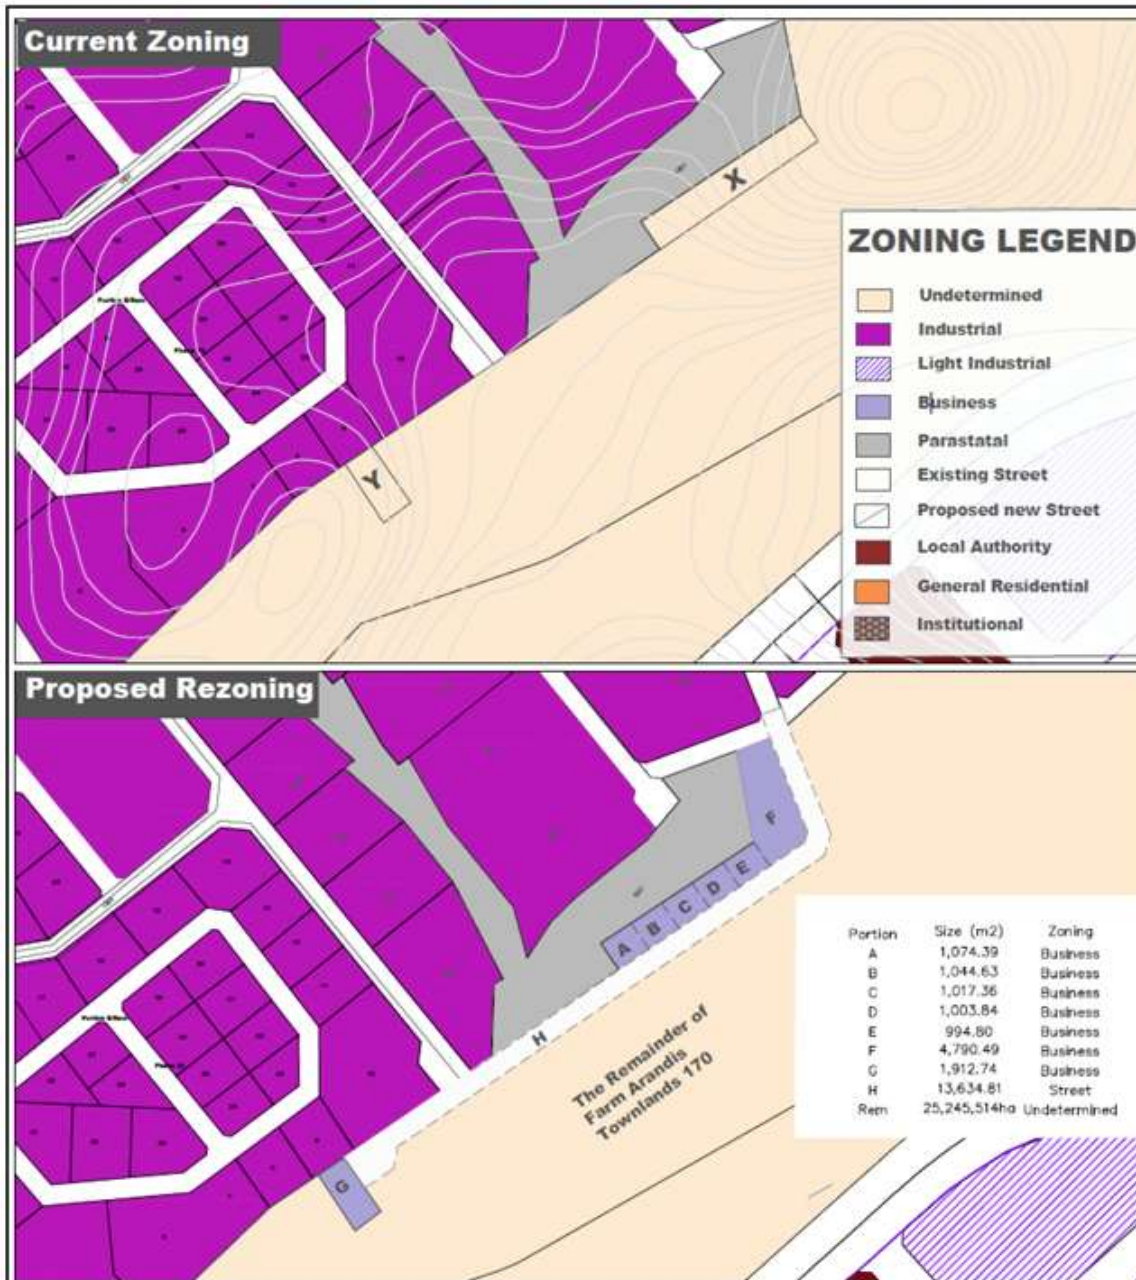 Current Zoning
X
Y
ZONING LEGEND
Undetermined
Industrial
Light Industrial
Business
Parastatal
Existing Street
Proposed new Street
Local Authority
General Residential
Institutional
Proposed Rezoning
A
B
C
D
E
F
G
H
The Remainder of
Farm Arandis
Townlands 170
Portion Size (m2) Zoning
A 1,074.39 Business
B 1,044.63 Business
C 1,017.36 Business
D 1,003.84 Business
E 994.80 Business
F 4,790.49 Business
G 1,912.74 Business
H 13,634.81 Street
Rem 25,245,514ha Undetermined